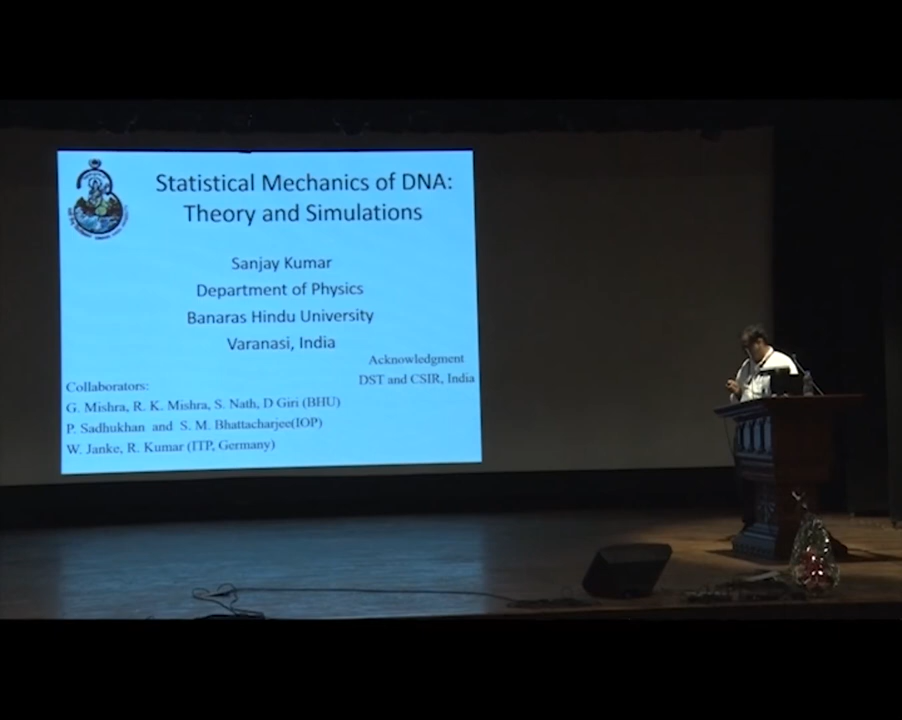 Statistical Mechanics of DNA:
Theory and Simulations
Sanjay Kumar
Department of Physics
Banaras Hindu University
Varanasi, India
Acknowledgment
DST and CSIR, India
Collaborators:
G. Mishra, R. K. Mishra, S. Nath, D Giri (BHU)
P. Sadhukhan and S. M. Bhattacharjee(IOP)
W. Janke, R. Kumar (ITP, Germany)